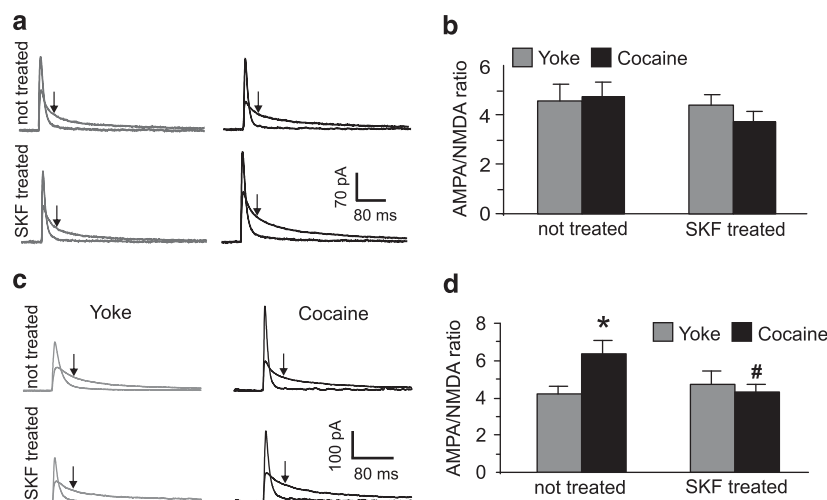 a
not treated
SKF treated
70 pA
80 ms
b
Yoke Cocaine
AMPA/NMDA ratio
6
4
2
0
not treated SKF treated
c
Yoke Cocaine
not treated
SKF treated
100 pA
80 ms
d
Yoke Cocaine
AMPA/NMDA ratio
8
6
4
2
0
*
#
not treated SKF treated